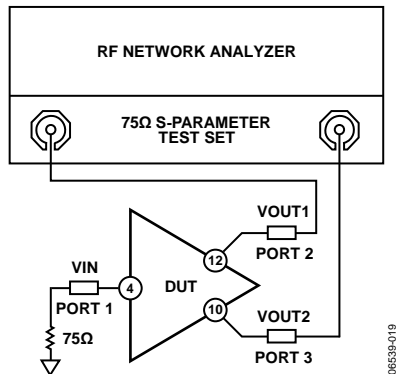 RF NETWORK ANALYZER
75Ω S-PARAMETER
TEST SET
VOUT1
12
PORT 2
VIN
4
DUT
PORT 1
10
VOUT2
75Ω
PORT 3
06539-019